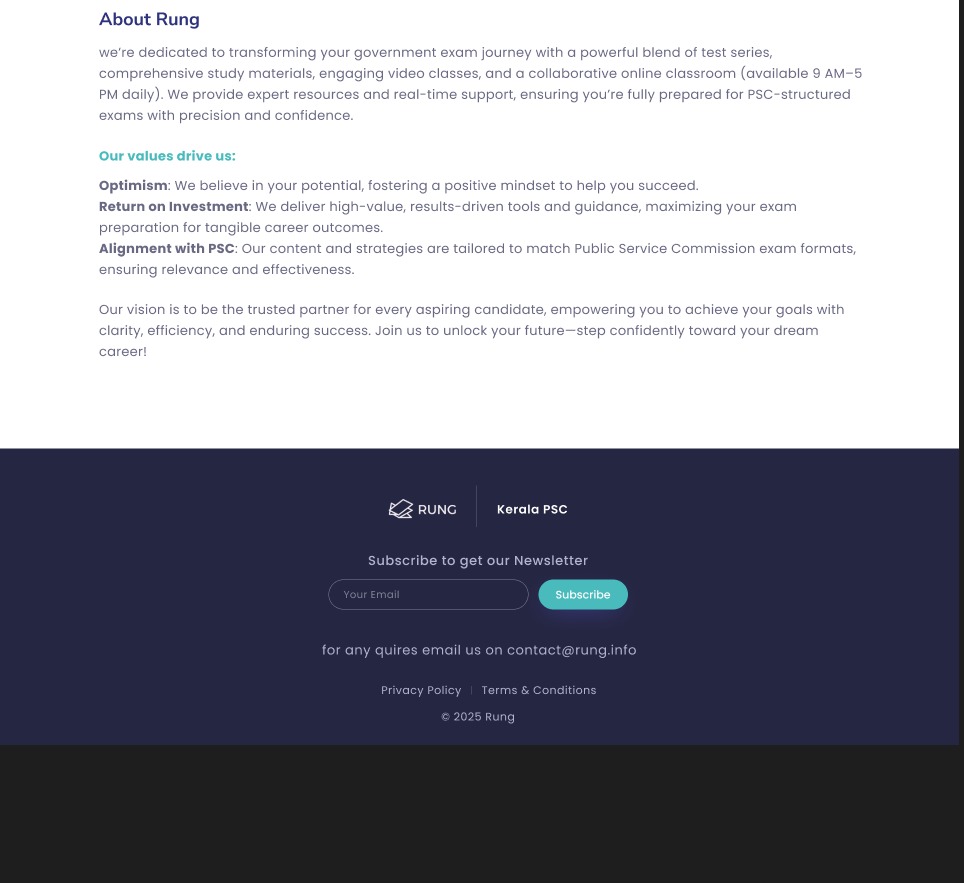 About Rung
we’re dedicated to transforming your government exam journey with a powerful blend of test series,
comprehensive study materials, engaging video classes, and a collaborative online classroom (available 9 AM–5
PM daily). We provide expert resources and real-time support, ensuring you’re fully prepared for PSC-structured
exams with precision and confidence.
Our values drive us:
Optimism: We believe in your potential, fostering a positive mindset to help you succeed.
Return on Investment: We deliver high-value, results-driven tools and guidance, maximizing your exam
preparation for tangible career outcomes.
Alignment with PSC: Our content and strategies are tailored to match Public Service Commission exam formats,
ensuring relevance and effectiveness.
Our vision is to be the trusted partner for every aspiring candidate, empowering you to achieve your goals with
clarity, efficiency, and enduring success. Join us to unlock your future—step confidently toward your dream
career!
RUNG | Kerala PSC
Subscribe to get our Newsletter
Your Email Subscribe
for any quires email us on contact@rung.info
Privacy Policy | Terms & Conditions
© 2025 Rung